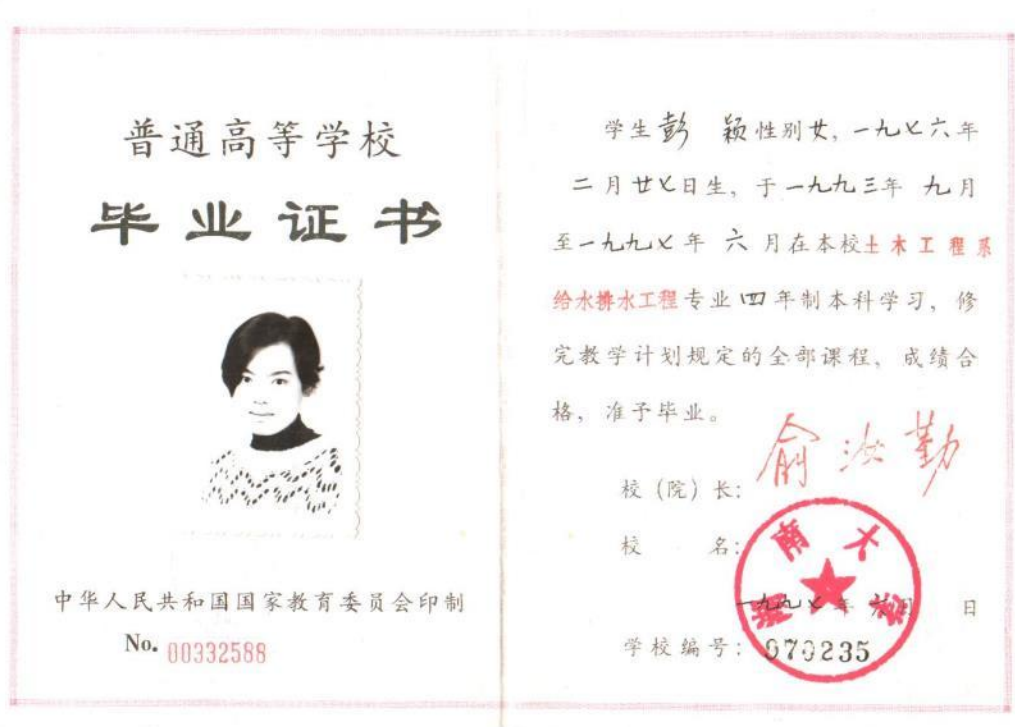 普通高等学校
毕业证书
中华人民共和国国家教育委员会印制
No. 00332588
学生彭 颖性别女,一九七六年
二月廿七日生,于一九九三年 九月
至一九九七年 六 月在本校土木工程系
给水排水工程专业 四 年制本科学习,修
完教学计划规定的全部课程,成绩合
格,准予毕业。
校(院)长:俞汝勤
校 名:
湖南大学
一九九七年 六月 日
学校编号:970235